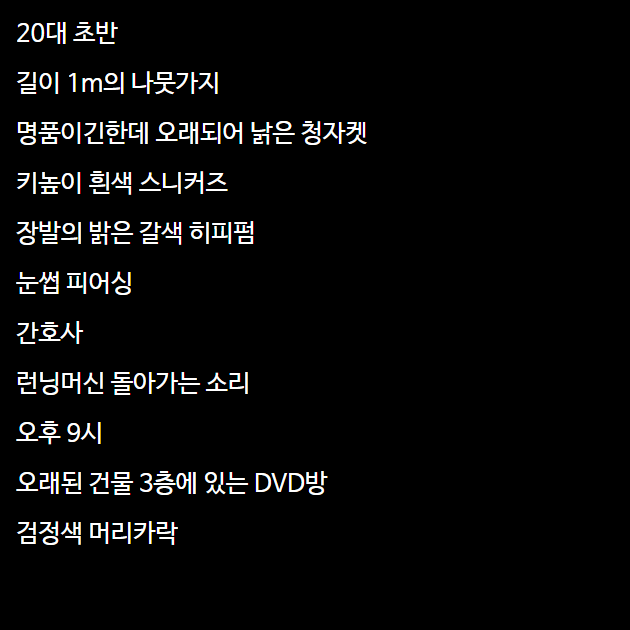 20대 초반
길이 1m의 나뭇가지
명품이긴한데 오래되어 낡은 청자켓
키높이 흰색 스니커즈
장발의 밝은 갈색 히피펌
눈썹 피어싱
간호사
런닝머신 돌아가는 소리
오후 9시
오래된 건물 3층에 있는 DVD방
검정색 머리카락